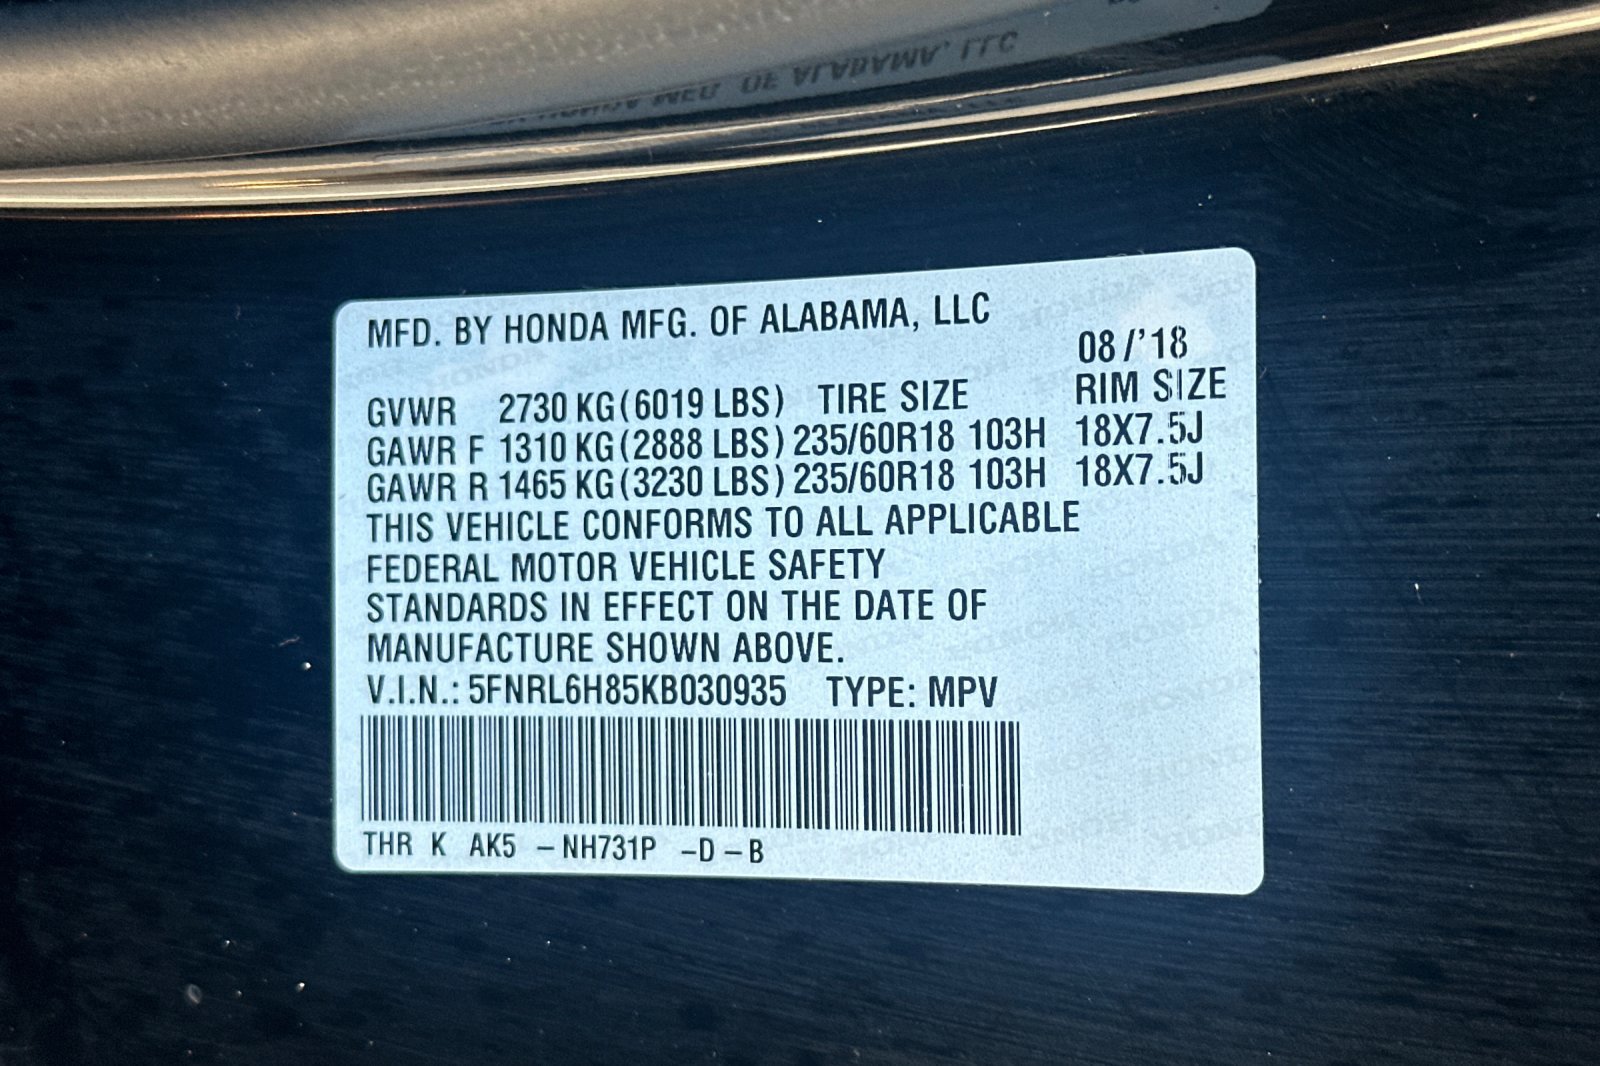 MFD. BY HONDA MFG. OF ALABAMA, LLC
08/'18
GVWR 2730 KG(6019 LBS) TIRE SIZE RIM SIZE
GAWR F 1310 KG(2888 LBS) 235/60R18 103H 18X7.5J
GAWR R 1465 KG(3230 LBS) 235/60R18 103H 18X7.5J
THIS VEHICLE CONFORMS TO ALL APPLICABLE
FEDERAL MOTOR VEHICLE SAFETY
STANDARDS IN EFFECT ON THE DATE OF
MANUFACTURE SHOWN ABOVE.
V.I.N.: 5FNRL6H85KB030935 TYPE: MPV
THR K AK5 -NH731P -D-B